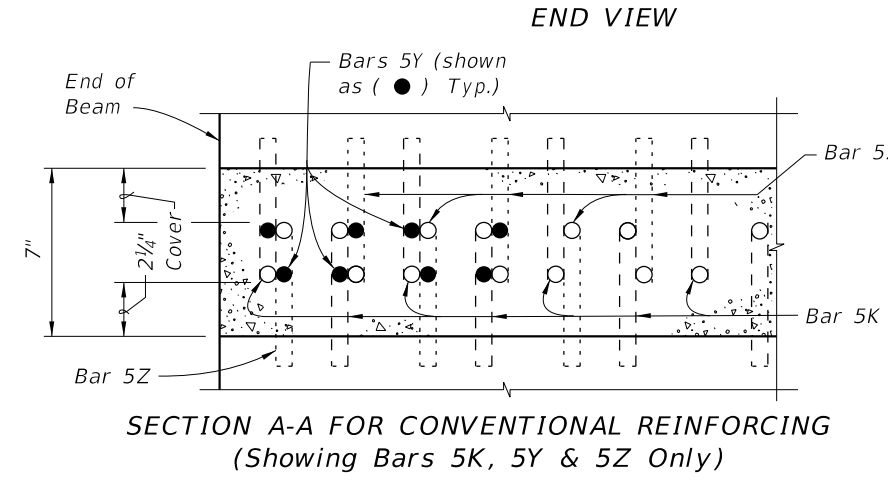 END VIEW
Bars 5Y (shown
as ( ● ) Typ.)
End of
Beam
7"
2¼"
Cover
Bar 5K
Bar 5Z
SECTION A-A FOR CONVENTIONAL REINFORCING
(Showing Bars 5K, 5Y & 5Z Only)